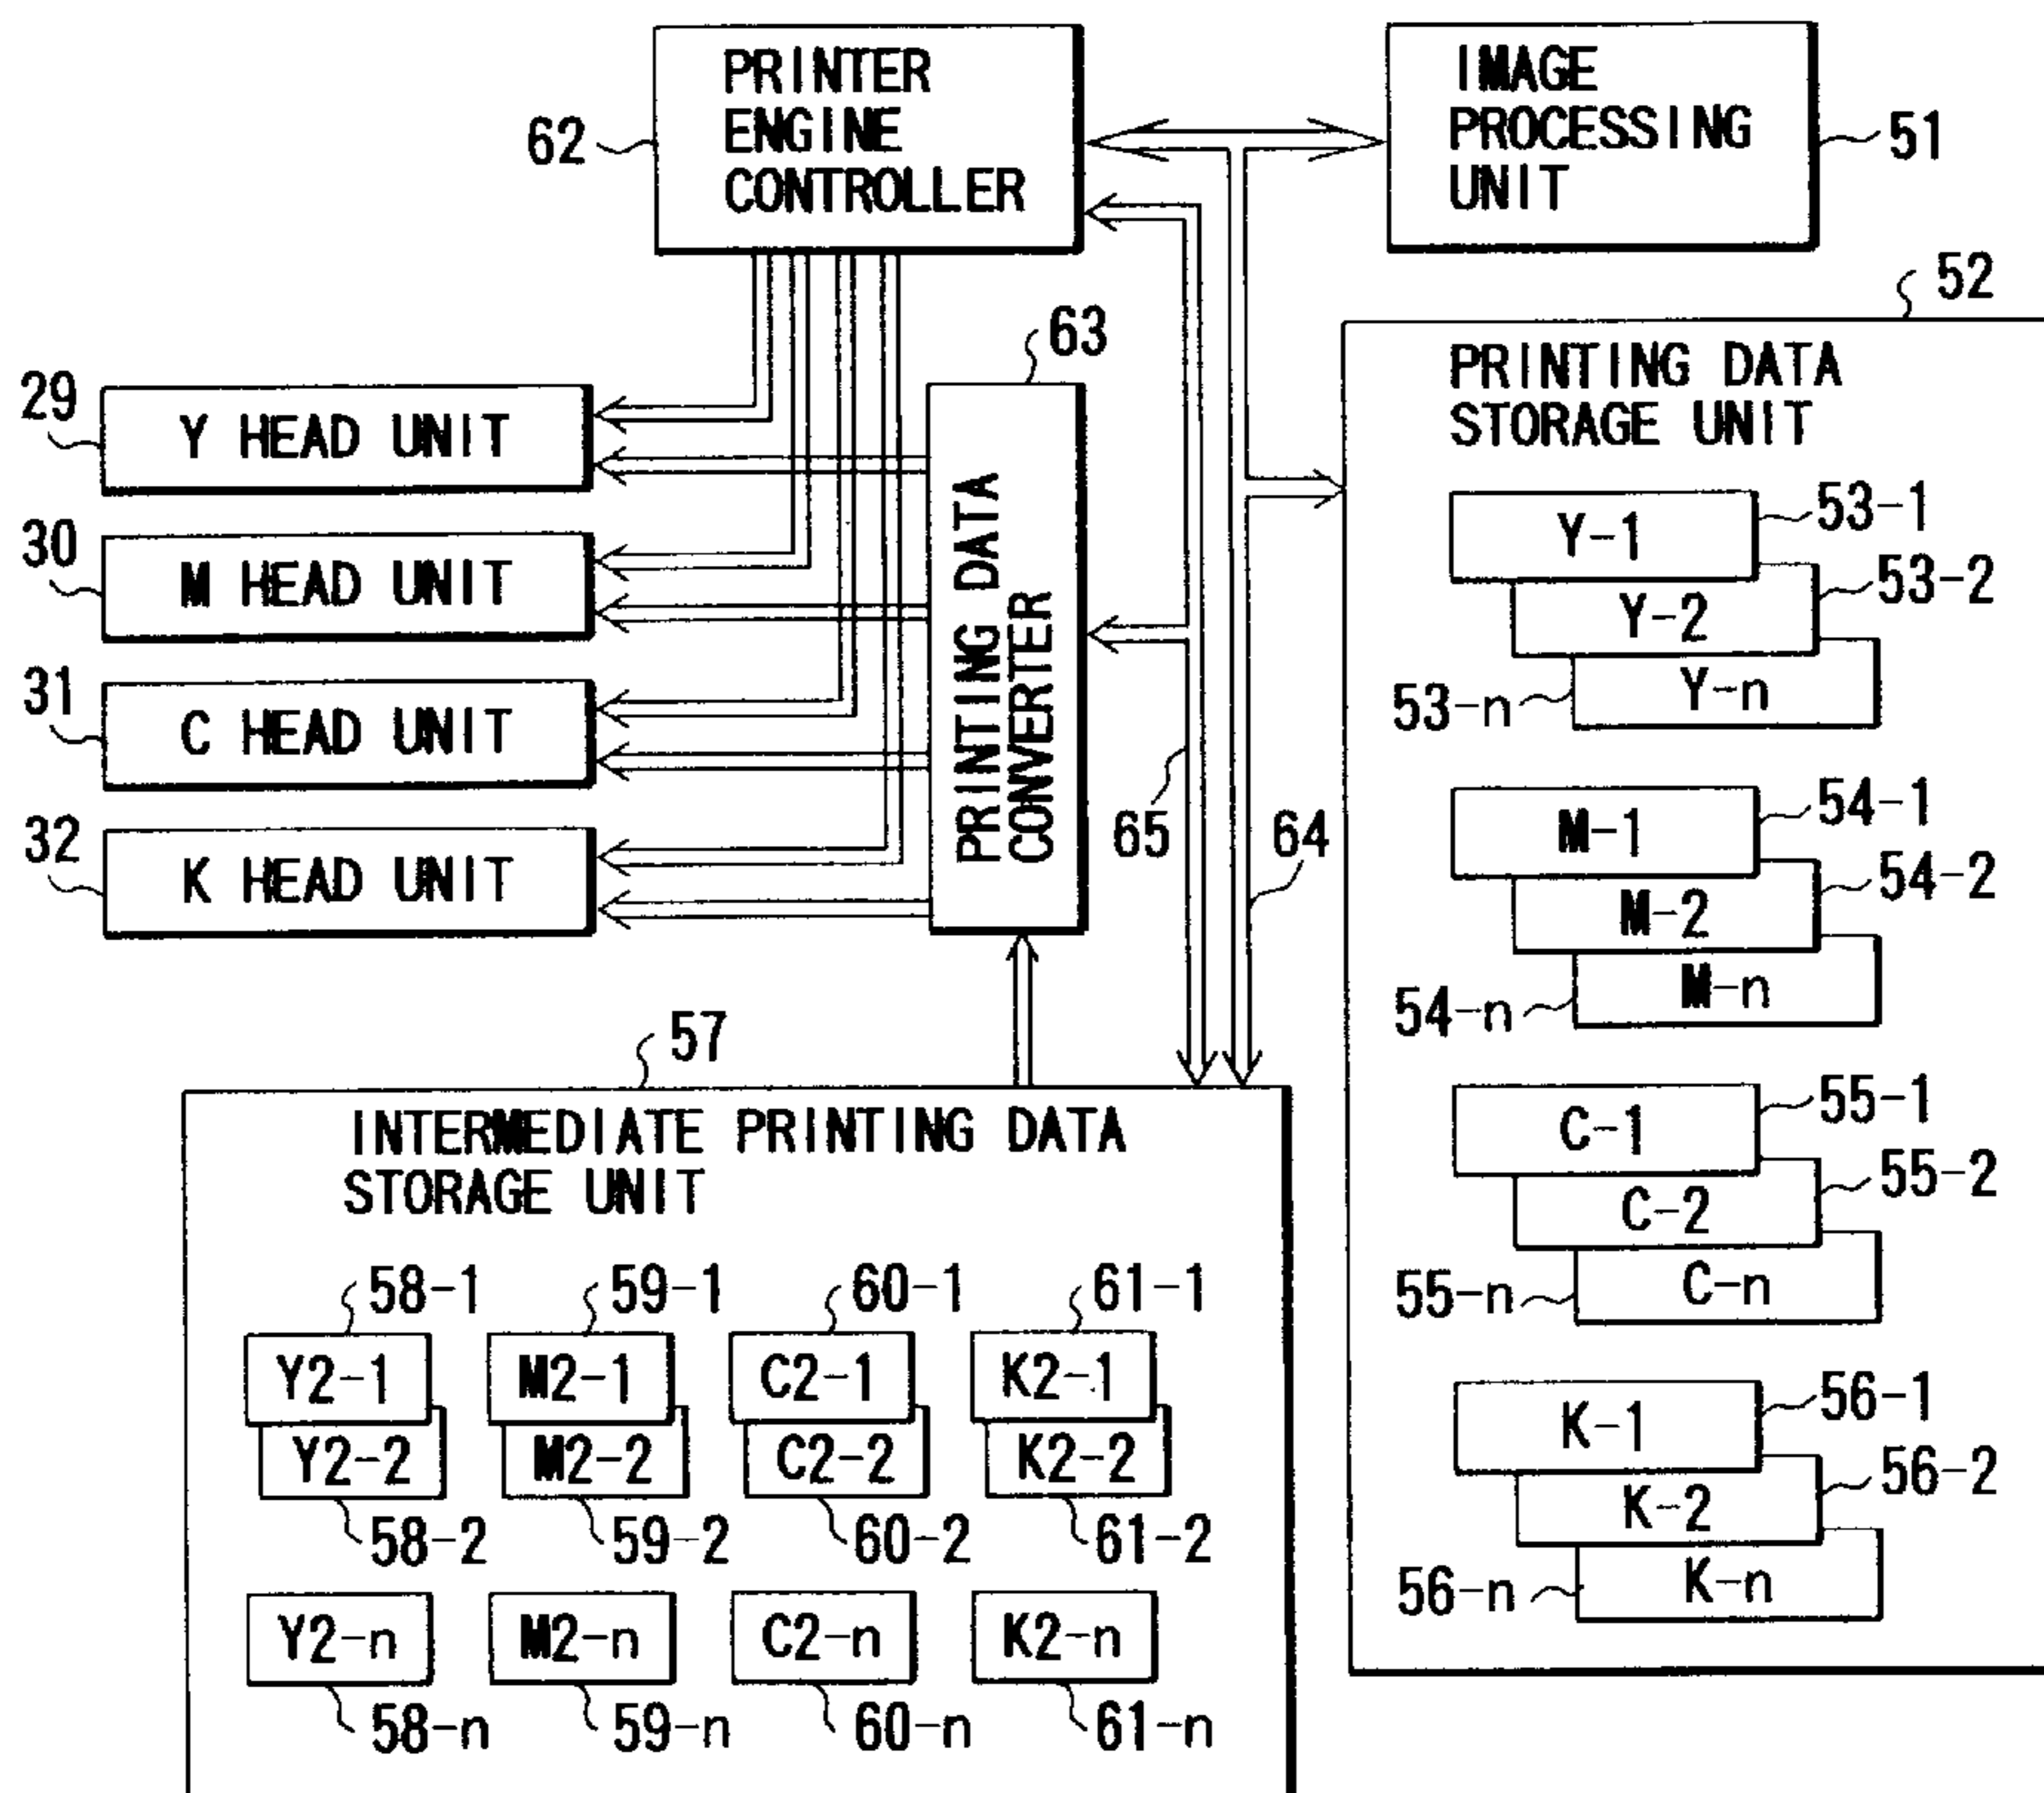 PRINTER
ENGINE
CONTROLLER
62
IMAGE
PROCESSING
UNIT
51
52
PRINTING DATA
STORAGE UNIT
63
PRINTING DATA
CONVERTER
29
Y HEAD UNIT
30
M HEAD UNIT
31
C HEAD UNIT
32
K HEAD UNIT
65
64
Y-1
53-1
Y-2
53-2
Y-n
53-n
M-1
54-1
M-2
54-2
M-n
54-n
C-1
55-1
C-2
55-2
C-n
55-n
K-1
56-1
K-2
56-2
K-n
56-n
57
INTERMEDIATE PRINTING DATA
STORAGE UNIT
58-1
59-1
60-1
61-1
Y2-1
M2-1
C2-1
K2-1
Y2-2
M2-2
C2-2
K2-2
58-2
59-2
60-2
61-2
Y2-n
M2-n
C2-n
K2-n
58-n
59-n
60-n
61-n